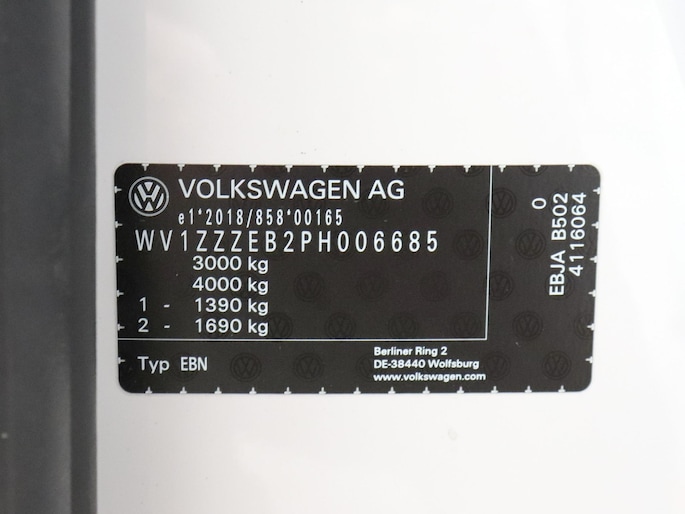 VOLKSWAGEN AG
e1*2018/858*00165
WV1ZZZEB2PH006685
3000 kg
4000 kg
1 - 1390 kg
2 - 1690 kg
Typ EBN
Berliner Ring 2
DE-38440 Wolfsburg
www.volkswagen.com
0
EBJA B502
4116064